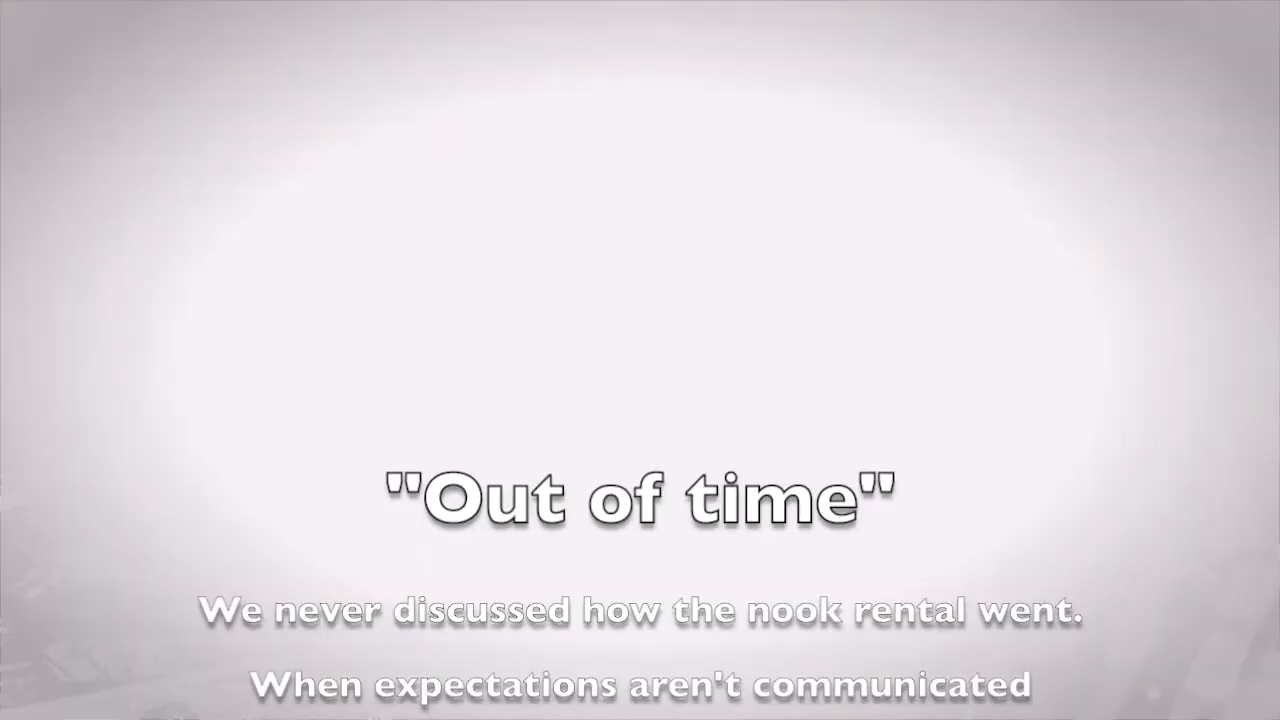 "Out of time"
We never discussed how the nook rental went.
When expectations aren't communicated